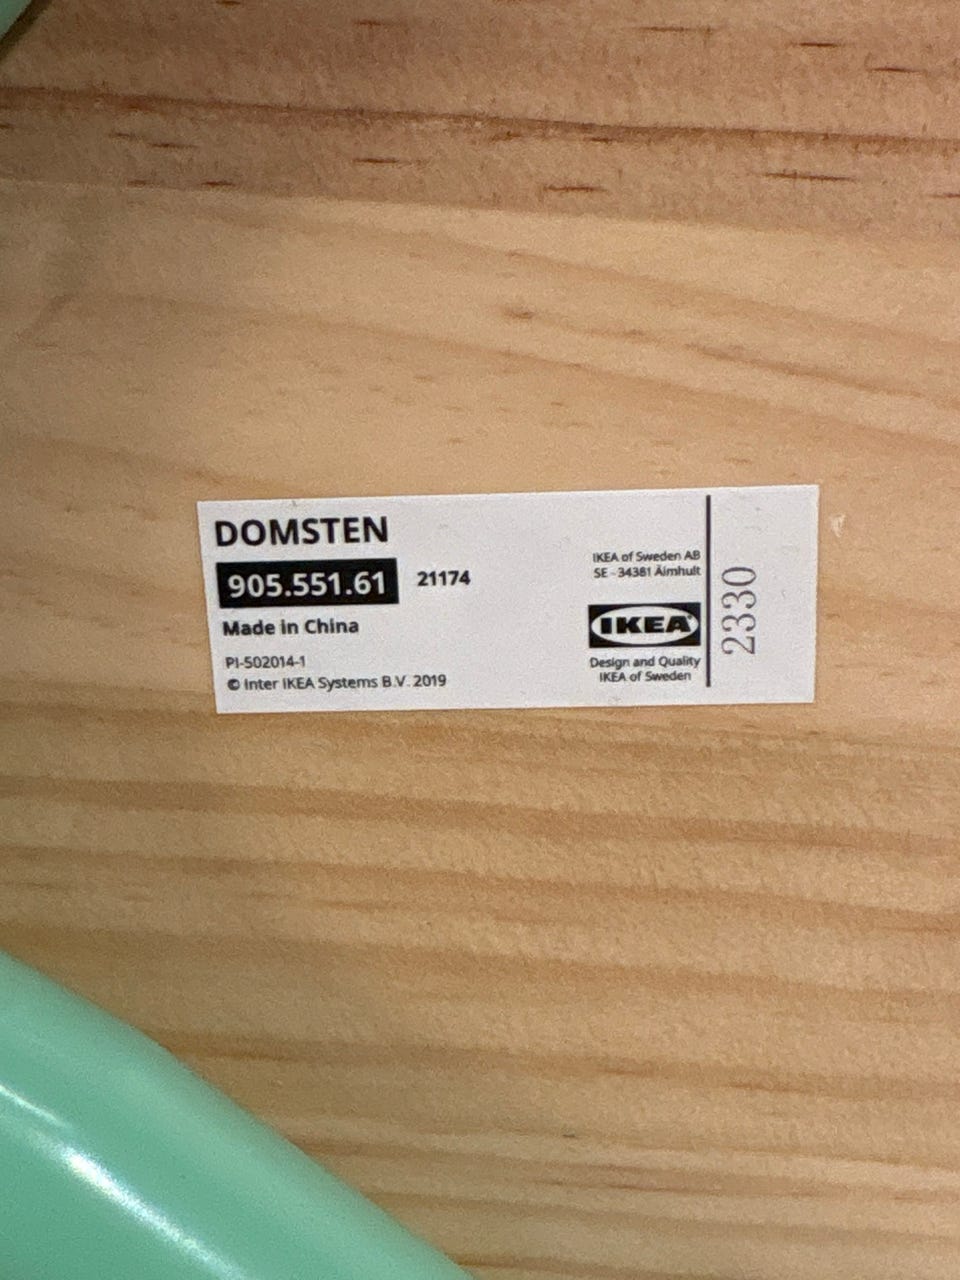 DOMSTEN
905.551.61 21174
Made in China
PI-502014-1
© Inter IKEA Systems B.V. 2019
IKEA of Sweden AB
SE - 34381 Älmhult
IKEA
Design and Quality
IKEA of Sweden
2330